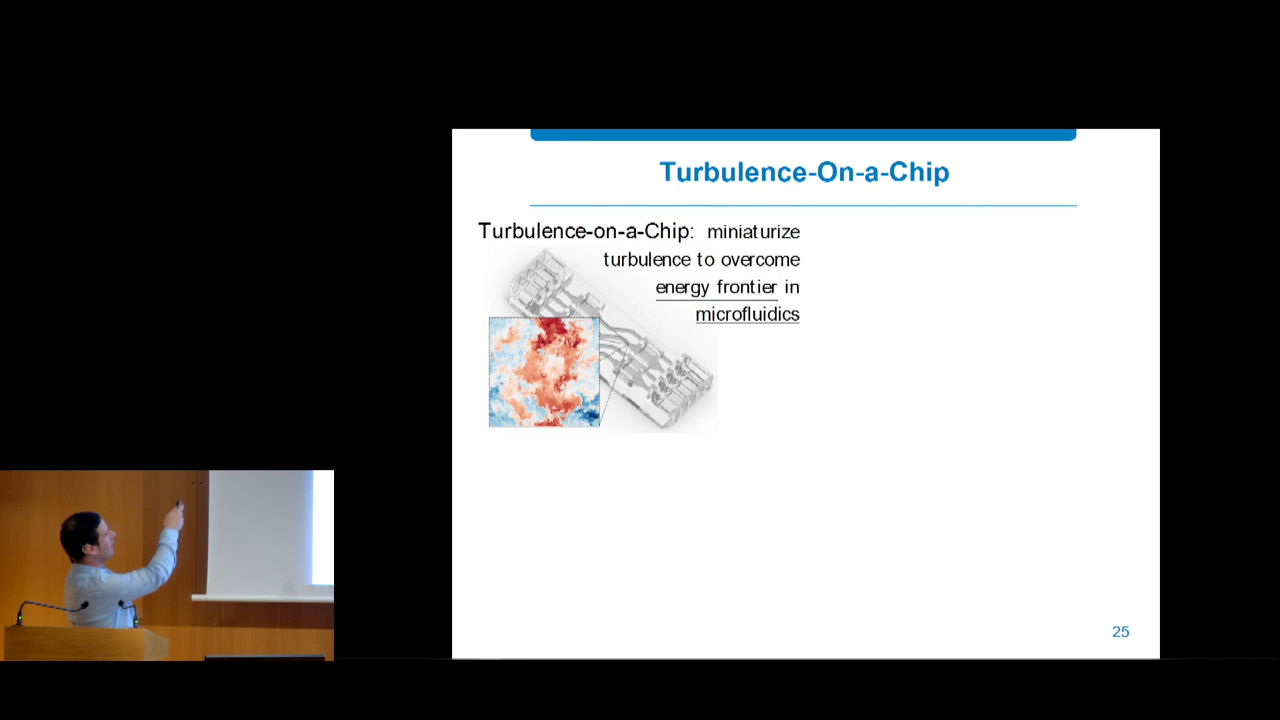 Turbulence-On-a-Chip
Turbulence-on-a-Chip: miniaturize
turbulence to overcome
energy frontier in
microfluidics
25